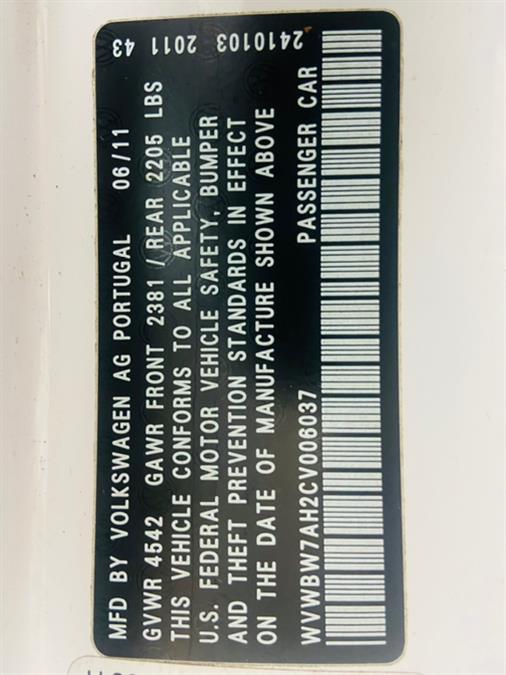 MFD BY VOLKSWAGEN AG PORTUGAL 06/11 2410103 2011 43
GVWR 4542 GAWR FRONT 2381 / REAR 2205 LBS
THIS VEHICLE CONFORMS TO ALL APPLICABLE
U.S. FEDERAL MOTOR VEHICLE SAFETY, BUMPER
AND THEFT PREVENTION STANDARDS IN EFFECT
ON THE DATE OF MANUFACTURE SHOWN ABOVE
WVWBW7AH2CV006037 PASSENGER CAR